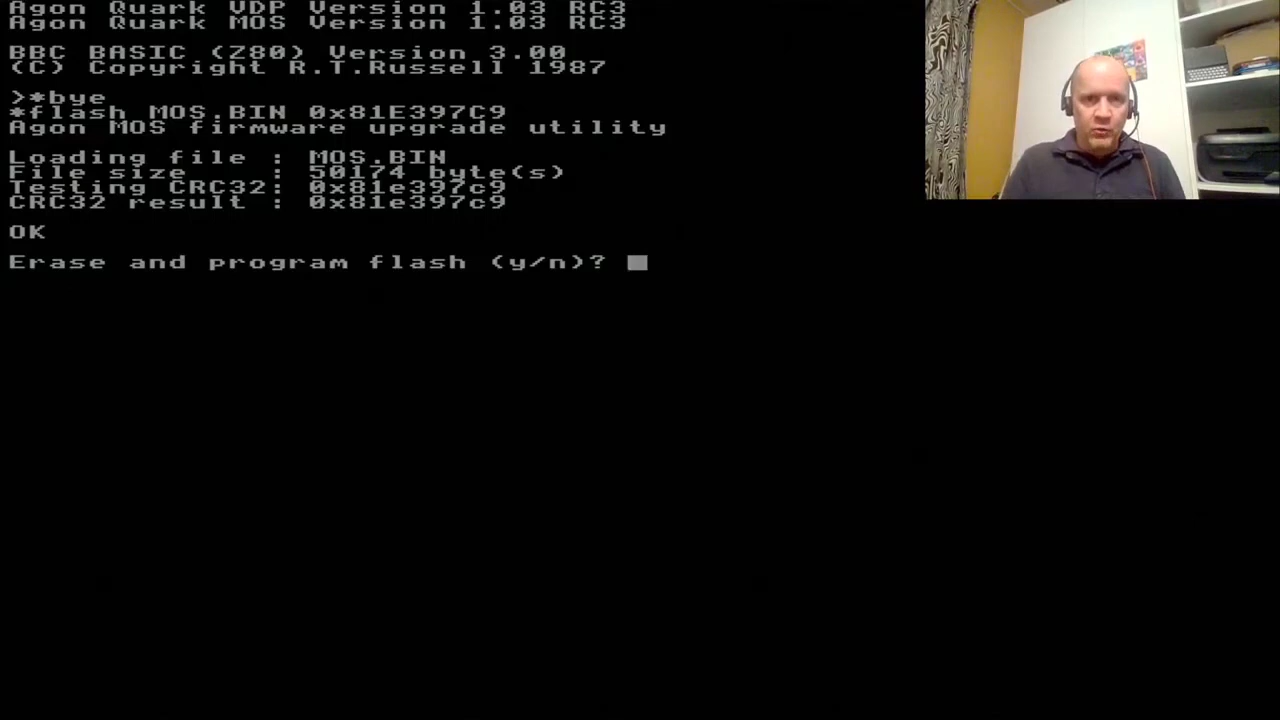 Agon Quark VDP Version 1.03 RC3
Agon Quark MOS Version 1.03 RC3
BBC BASIC (Z80) Version 3.00
(C) Copyright R.T.Russell 1987
>*bye
*flash MOS.BIN 0x81E397C9
Agon MOS firmware upgrade utility
Loading file : MOS.BIN
File size    : 50174 byte(s)
Testing CRC32: 0x81e397c9
CRC32 result : 0x81e397c9
OK
Erase and program flash (y/n)?